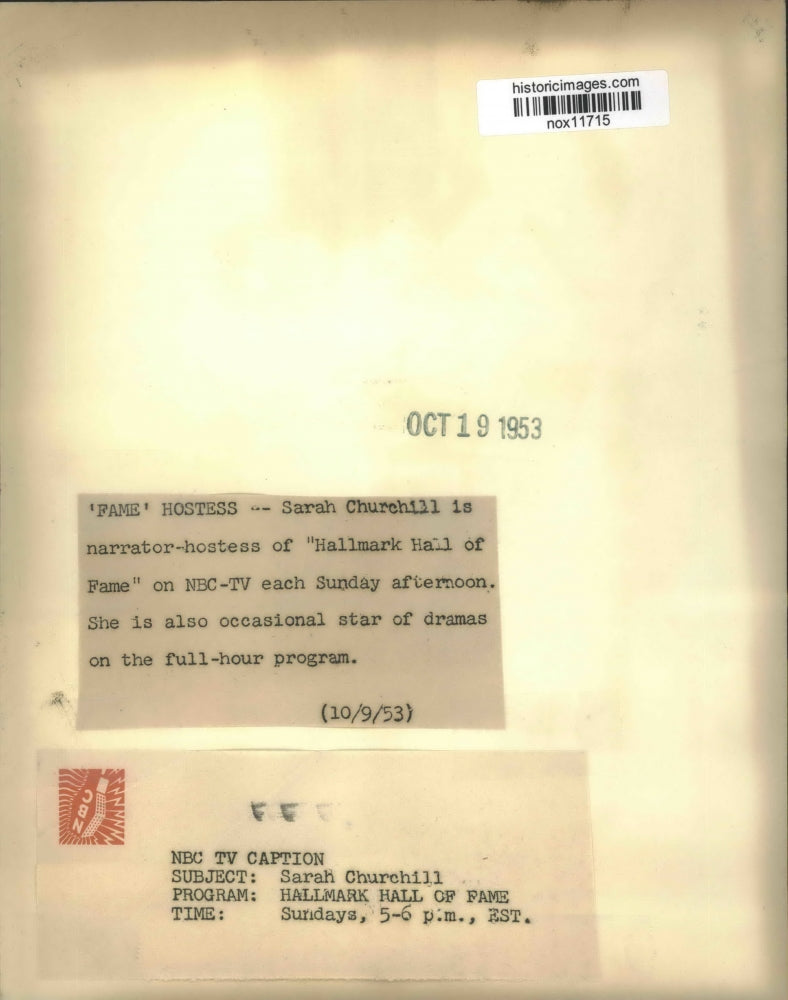 historicimages.com
nox11715
OCT 19 1953
'FAME' HOSTESS -- Sarah Churchill is
narrator-hostess of "Hallmark Hall of
Fame" on NBC-TV each Sunday afternoon.
She is also occasional star of dramas
on the full-hour program.
(10/9/53)
NBC
NBC TV CAPTION
SUBJECT: Sarah Churchill
PROGRAM: HALLMARK HALL OF FAME
TIME: Sundays, 5-6 p.m., EST.